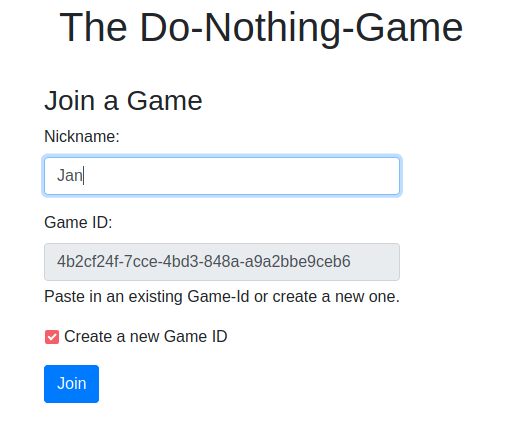 The Do-Nothing-Game
Join a Game
Nickname:
Jan
Game ID:
4b2cf24f-7cce-4bd3-848a-a9a2bbe9ceb6
Paste in an existing Game-Id or create a new one.
Create a new Game ID
Join